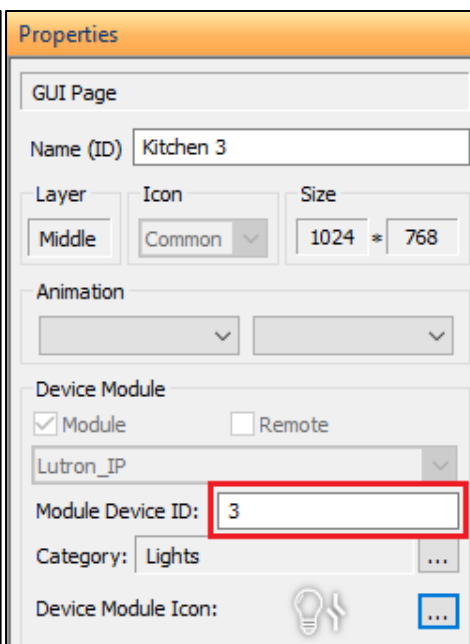 Properties
GUI Page
Name (ID) Kitchen 3
Layer Icon Size
Middle Common 1024 * 768
Animation
Device Module
Module Remote
Lutron_IP
Module Device ID: 3
Category: Lights ...
Device Module Icon: ...